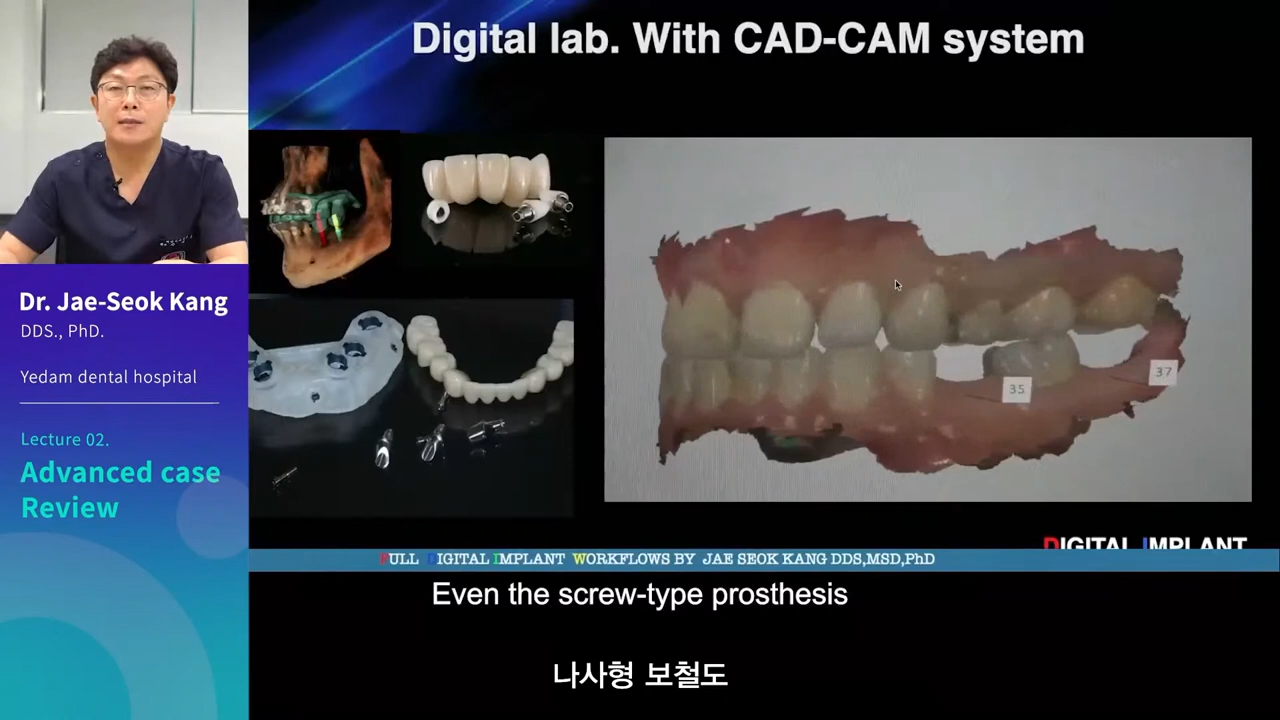 Digital lab. With CAD-CAM system
Dr. Jae-Seok Kang
DDS., PhD.
Yedam dental hospital
Lecture 02.
Advanced case
Review
35
37
DIGITAL IMPLANT
FULL DIGITAL IMPLANT WORKFLOWS BY JAE SEOK KANG DDS,MSD,PhD
Even the screw-type prosthesis
나사형 보철도